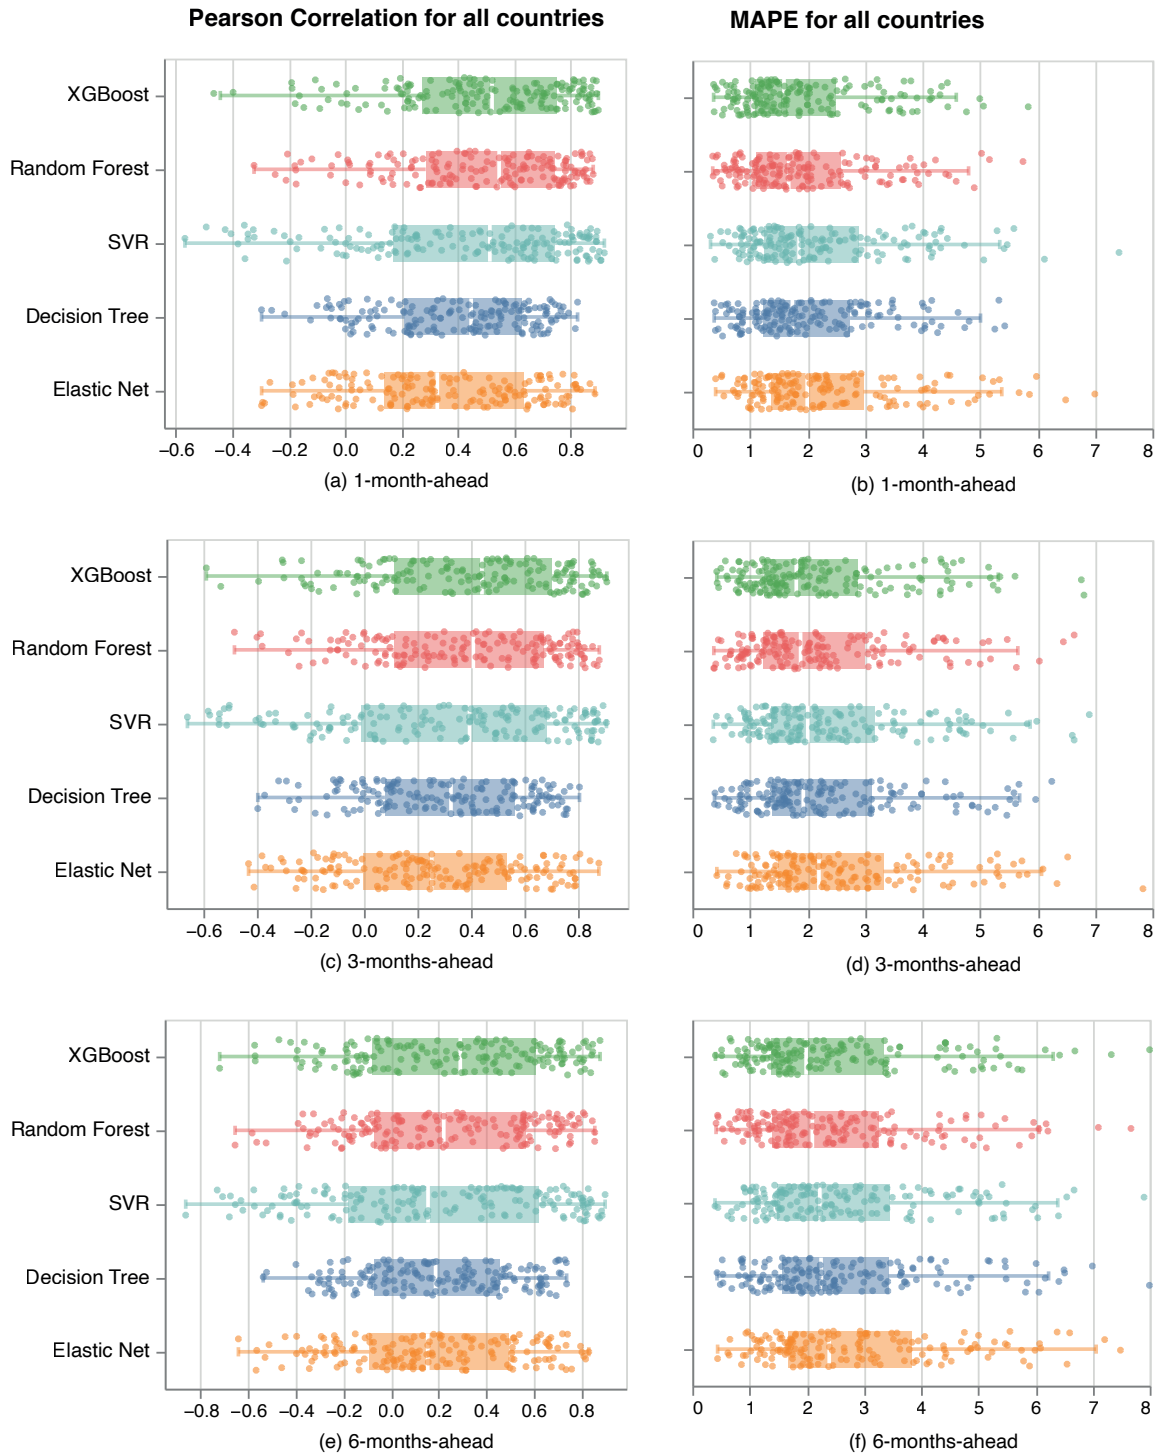 Pearson Correlation for all countries
MAPE for all countries
XGBoost
Random Forest
SVR
Decision Tree
Elastic Net
−0.6 −0.4 −0.2 0.0 0.2 0.4 0.6 0.8
(a) 1-month-ahead
0 1 2 3 4 5 6 7 8
(b) 1-month-ahead
XGBoost
Random Forest
SVR
Decision Tree
Elastic Net
−0.6 −0.4 −0.2 0.0 0.2 0.4 0.6 0.8
(c) 3-months-ahead
0 1 2 3 4 5 6 7 8
(d) 3-months-ahead
XGBoost
Random Forest
SVR
Decision Tree
Elastic Net
−0.8 −0.6 −0.4 −0.2 0.0 0.2 0.4 0.6 0.8
(e) 6-months-ahead
0 1 2 3 4 5 6 7 8
(f) 6-months-ahead